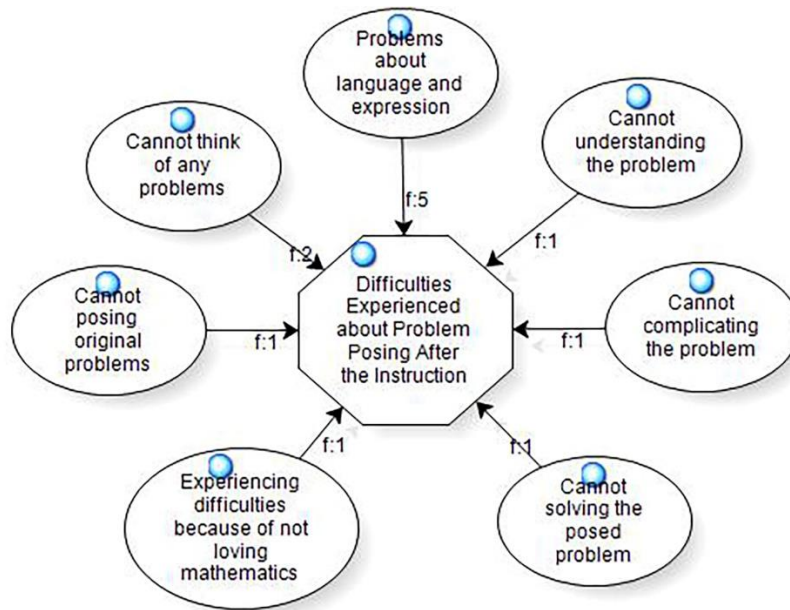 Problems
about
language and
expression
f:5
Cannot think
of any
problems
f:2
Cannot
understanding
the problem
f:1
Cannot
posing
original
problems
f:1
Difficulties
Experienced
about Problem
Posing After
the Instruction
Cannot
complicating
the problem
f:1
Experiencing
difficulties
because of not
loving
mathematics
f:1
Cannot
solving the
posed
problem
f:1